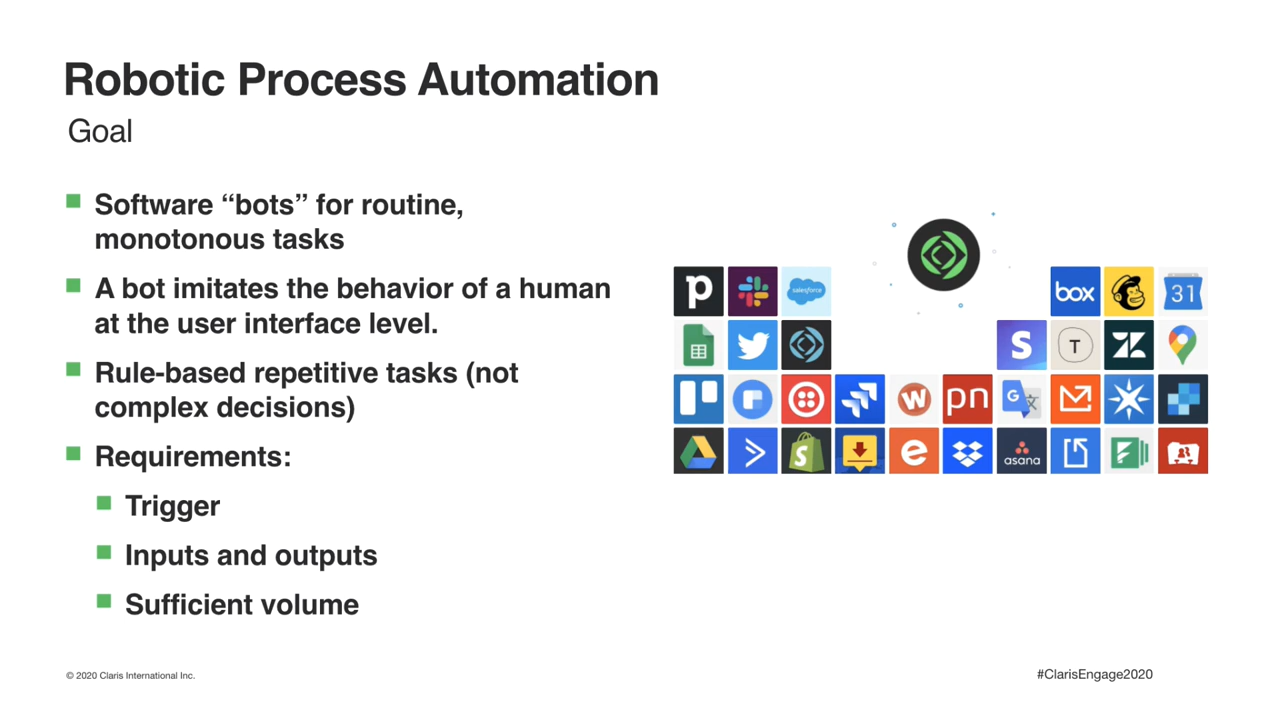 Robotic Process Automation
Goal
Software “bots” for routine,
monotonous tasks
A bot imitates the behavior of a human
at the user interface level.
Rule-based repetitive tasks (not
complex decisions)
Requirements:
Trigger
Inputs and outputs
Sufficient volume
p
salesforce
box
31
S
T
W
pn
G
S
e
asana
© 2020 Claris International Inc.
#ClarisEngage2020